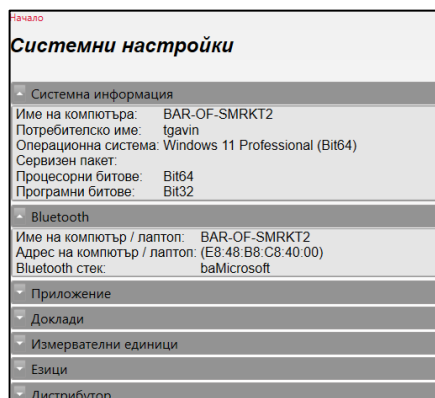 Начало
Системни настройки
Системна информация
Име на компютъра: BAR-OF-SMRKT2
Потребителско име: tgavin
Операционна система: Windows 11 Professional (Bit64)
Сервизен пакет:
Процесорни битове: Bit64
Програмни битове: Bit32
Bluetooth
Име на компютър / лаптоп: BAR-OF-SMRKT2
Адрес на компютър / лаптоп: (E8:48:B8:C8:40:00)
Bluetooth стек: baMicrosoft
Приложение
Доклади
Измервателни единици
Езици
Дистрибутор